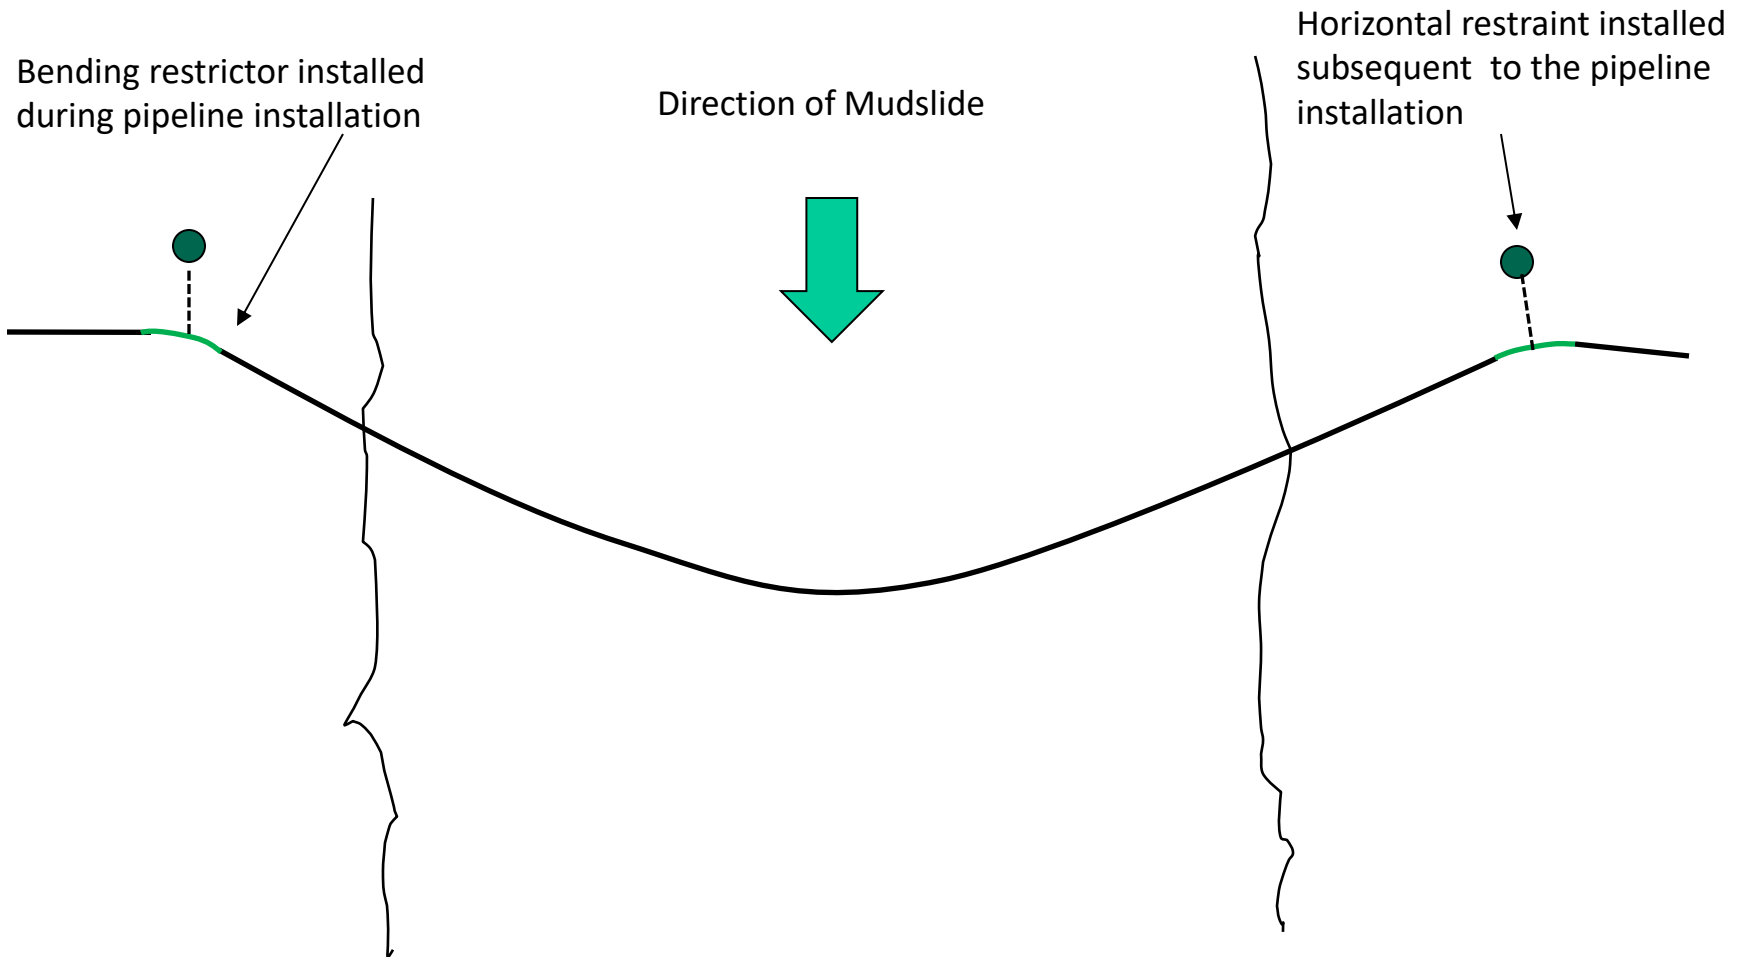 Bending restrictor installed
during pipeline installation
Direction of Mudslide
Horizontal restraint installed
subsequent  to the pipeline
installation